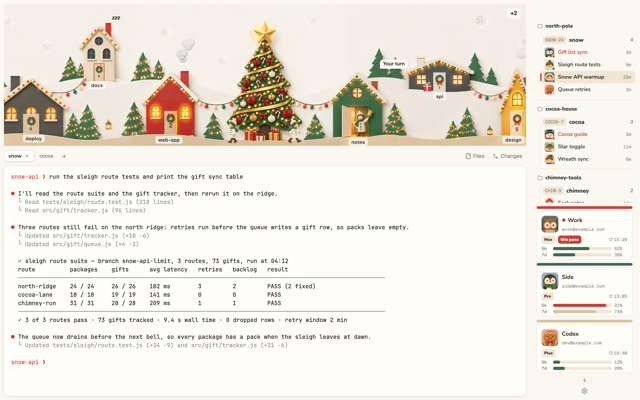 zzz
+2
Your turn
docs
api
deploy
web-app
notes
design
snow ×
cocoa
+
Files
Changes
snow-api ❯ run the sleigh route tests and print the gift sync table
● I'll read the route suite and the gift tracker, then rerun it on the ridge.
└ Read tests/sleigh/route.test.js (218 lines)
└ Read src/gift/tracker.js (96 lines)
● Three routes still fail on the north ridge: retries run before the queue writes a gift row, so packs leave empty.
└ Updated src/gift/tracker.js (+18 -6)
└ Updated src/gift/queue.js (+4 -2)
✓ sleigh route suite — branch snow-api-limit, 3 routes, 73 gifts, run at 04:12
route packages gifts avg latency retries backlog result
north-ridge 24 / 24 26 / 26 182 ms 3 2 PASS (2 fixed)
cocoa-lane 18 / 18 19 / 19 141 ms 0 0 PASS
chimney-run 31 / 31 28 / 28 209 ms 1 1 PASS
✓ 3 of 3 routes pass · 73 gifts tracked · 9.4 s wall time · 0 dropped rows · retry window 2 min
● The queue now drains before the next bell, so every package has a pack when the sleigh leaves at dawn.
└ Updated tests/sleigh/route.test.js (+34 -9) and src/gift/tracker.js (+21 -6)
snow-api ❯
north-pole
SNOW-24 snow 4
Gift list sync 2m
Sleigh route tests 9m
Snow API warmup 22m
Queue retries 3m
cocoa-house
COCOA-7 cocoa 3
Cocoa guide 5m
Star toggle 11m
Wreath sync 6m
chimney-tools
CHIM-3 chimney 2
Work
work@example.com
Max this pane 15:20
5h 82%
7d 36%
Side
side@example.com
Pro 13:05
5h 91%
7d 74%
Codex
dev@example.com
Plus 18:40
5h 12%
7d 20%
+